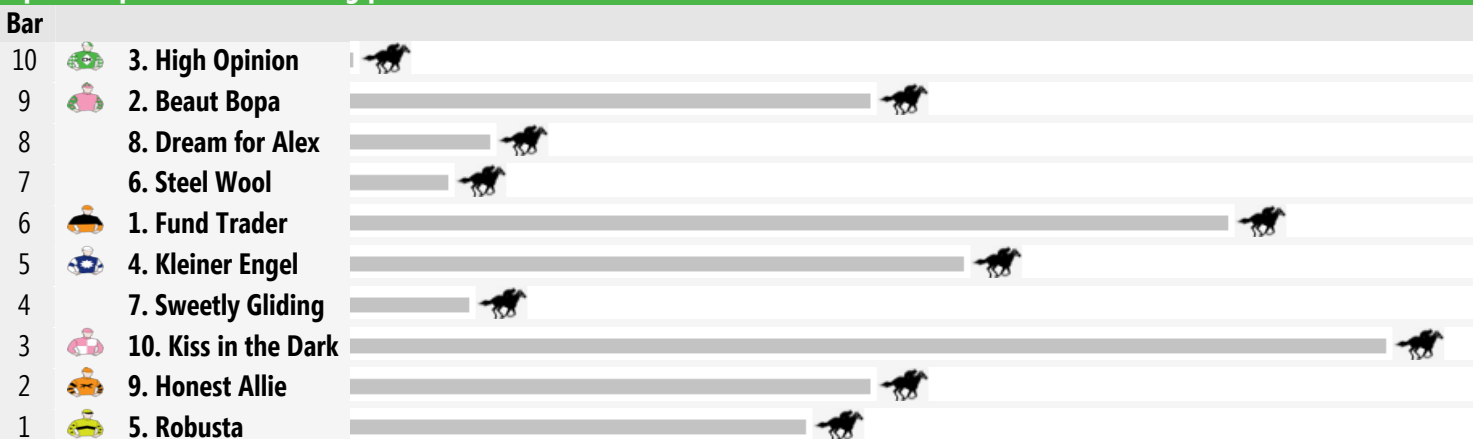 Bar
10 3. High Opinion
9 2. Beaut Bopa
8 8. Dream for Alex
7 6. Steel Wool
6 1. Fund Trader
5 4. Kleiner Engel
4 7. Sweetly Gliding
3 10. Kiss in the Dark
2 9. Honest Allie
1 5. Robusta